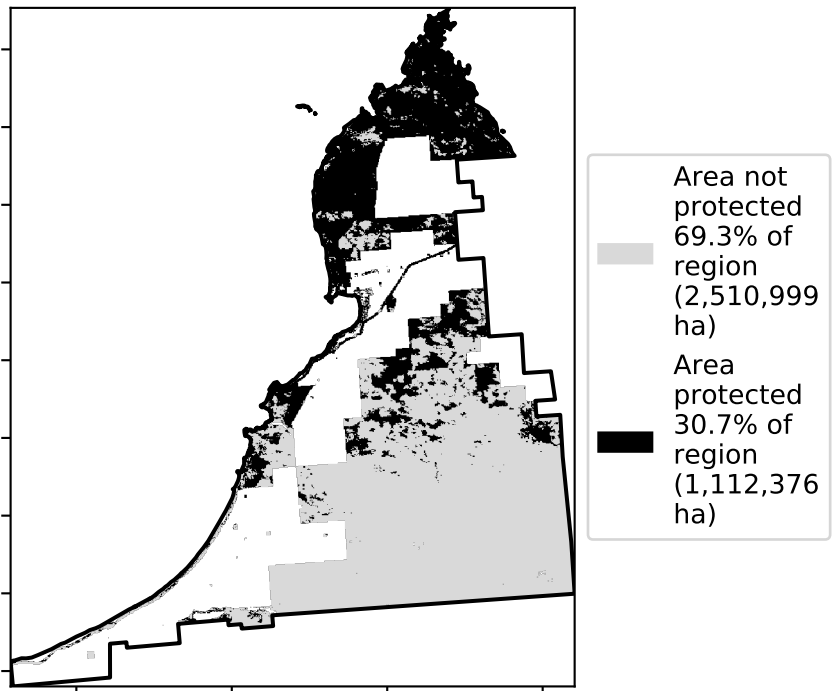 Area not
protected
69.3% of
region
(2,510,999
ha)
Area
protected
30.7% of
region
(1,112,376
ha)